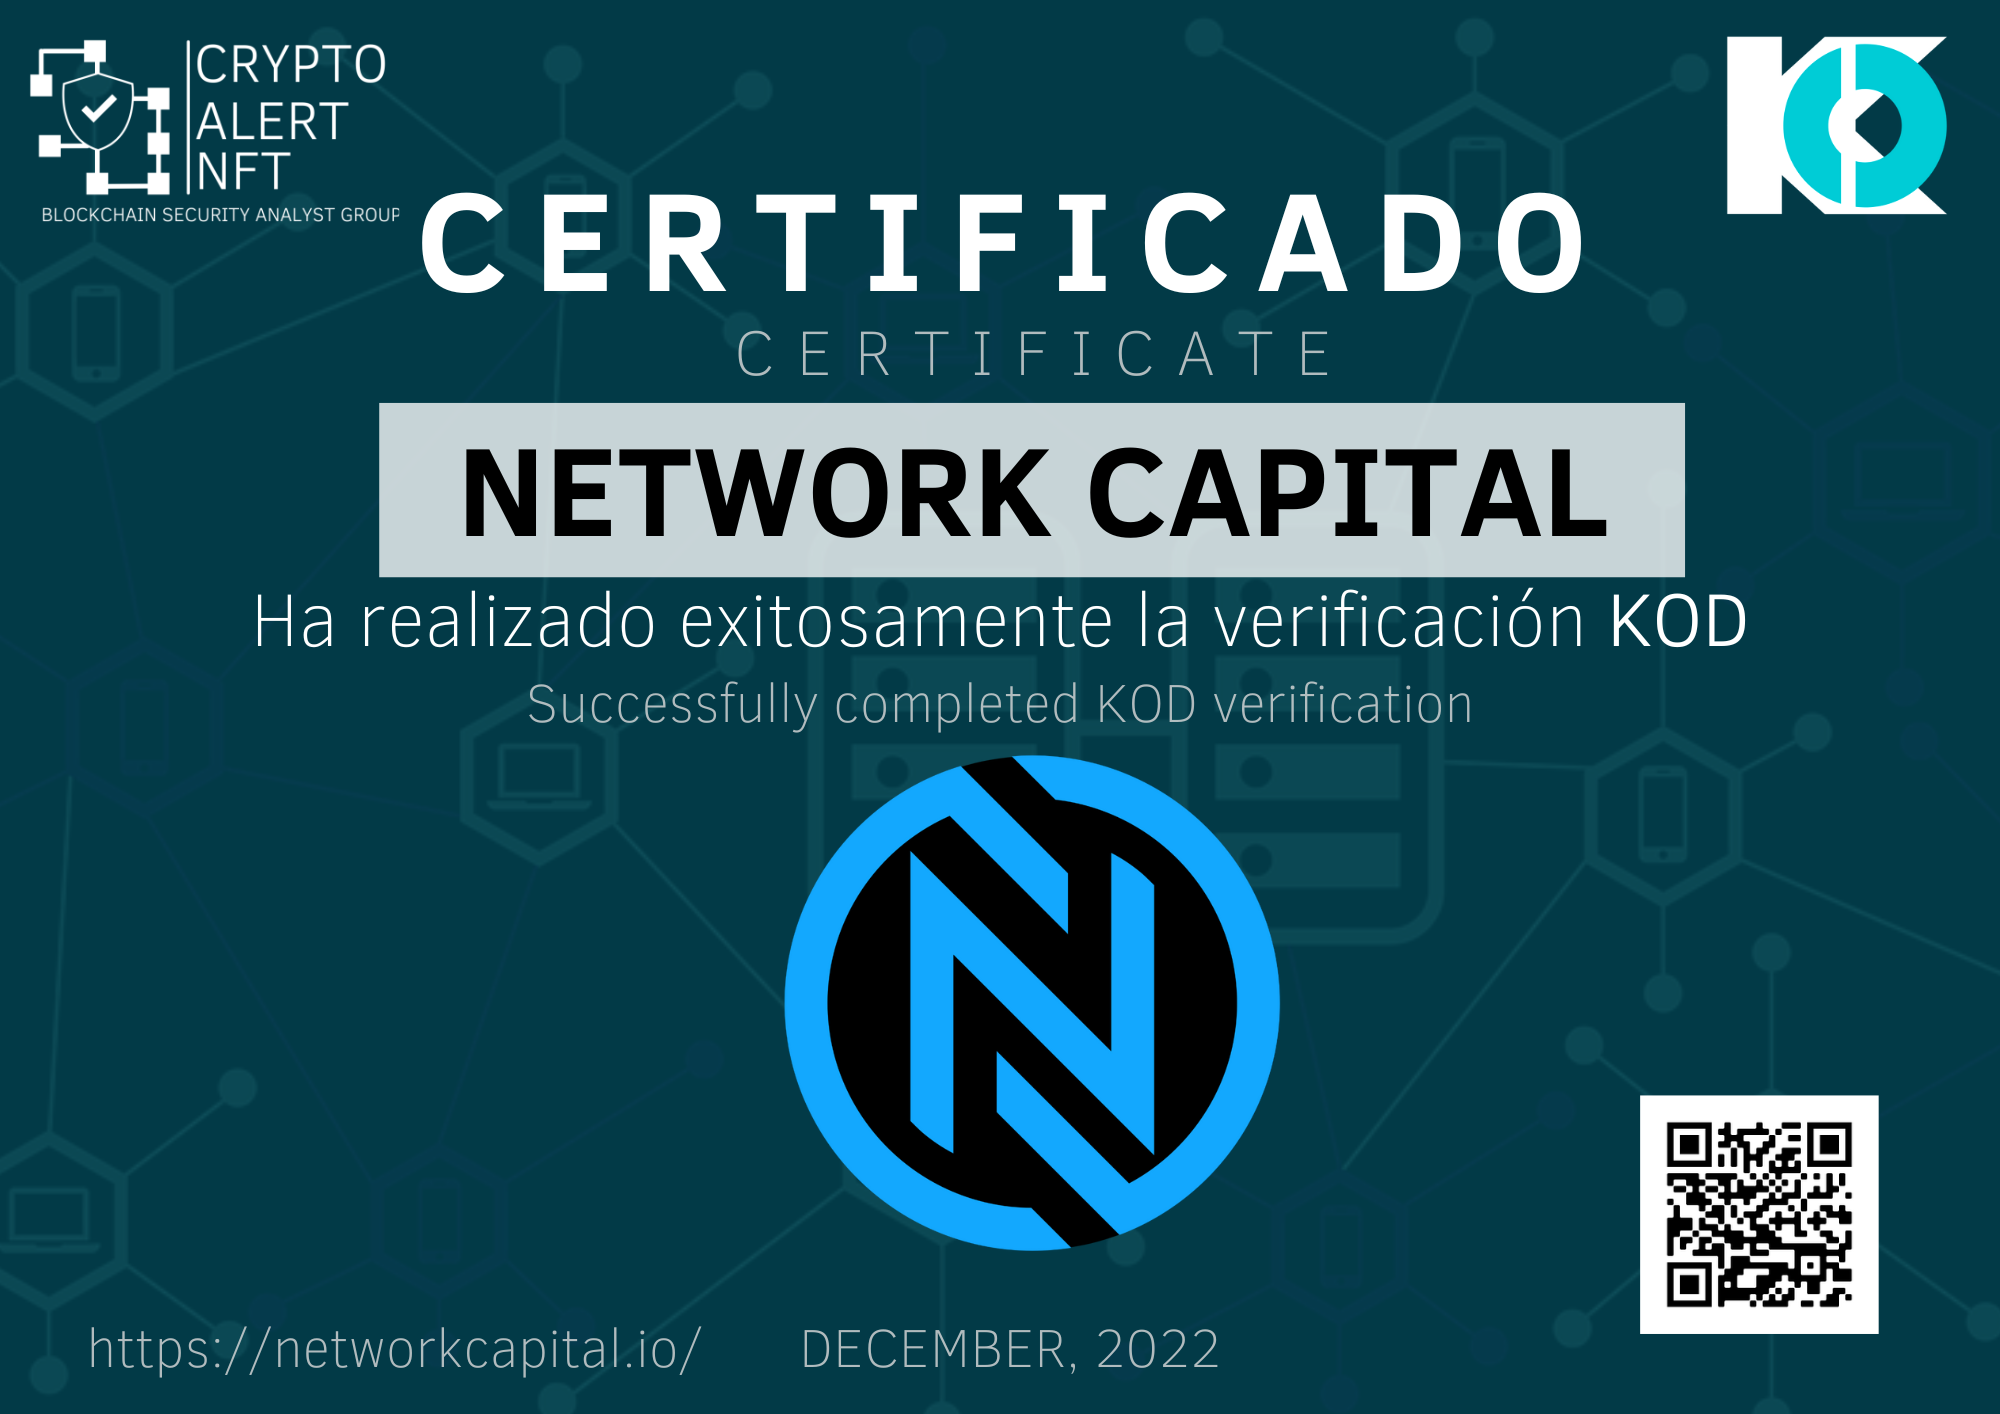 CRYPTO
ALERT
NFT
BLOCKCHAIN SECURITY ANALYST GROUP
CERTIFICADO
CERTIFICATE
NETWORK CAPITAL
Ha realizado exitosamente la verificación KOD
Successfully completed KOD verification
https://networkcapital.io/
DECEMBER, 2022